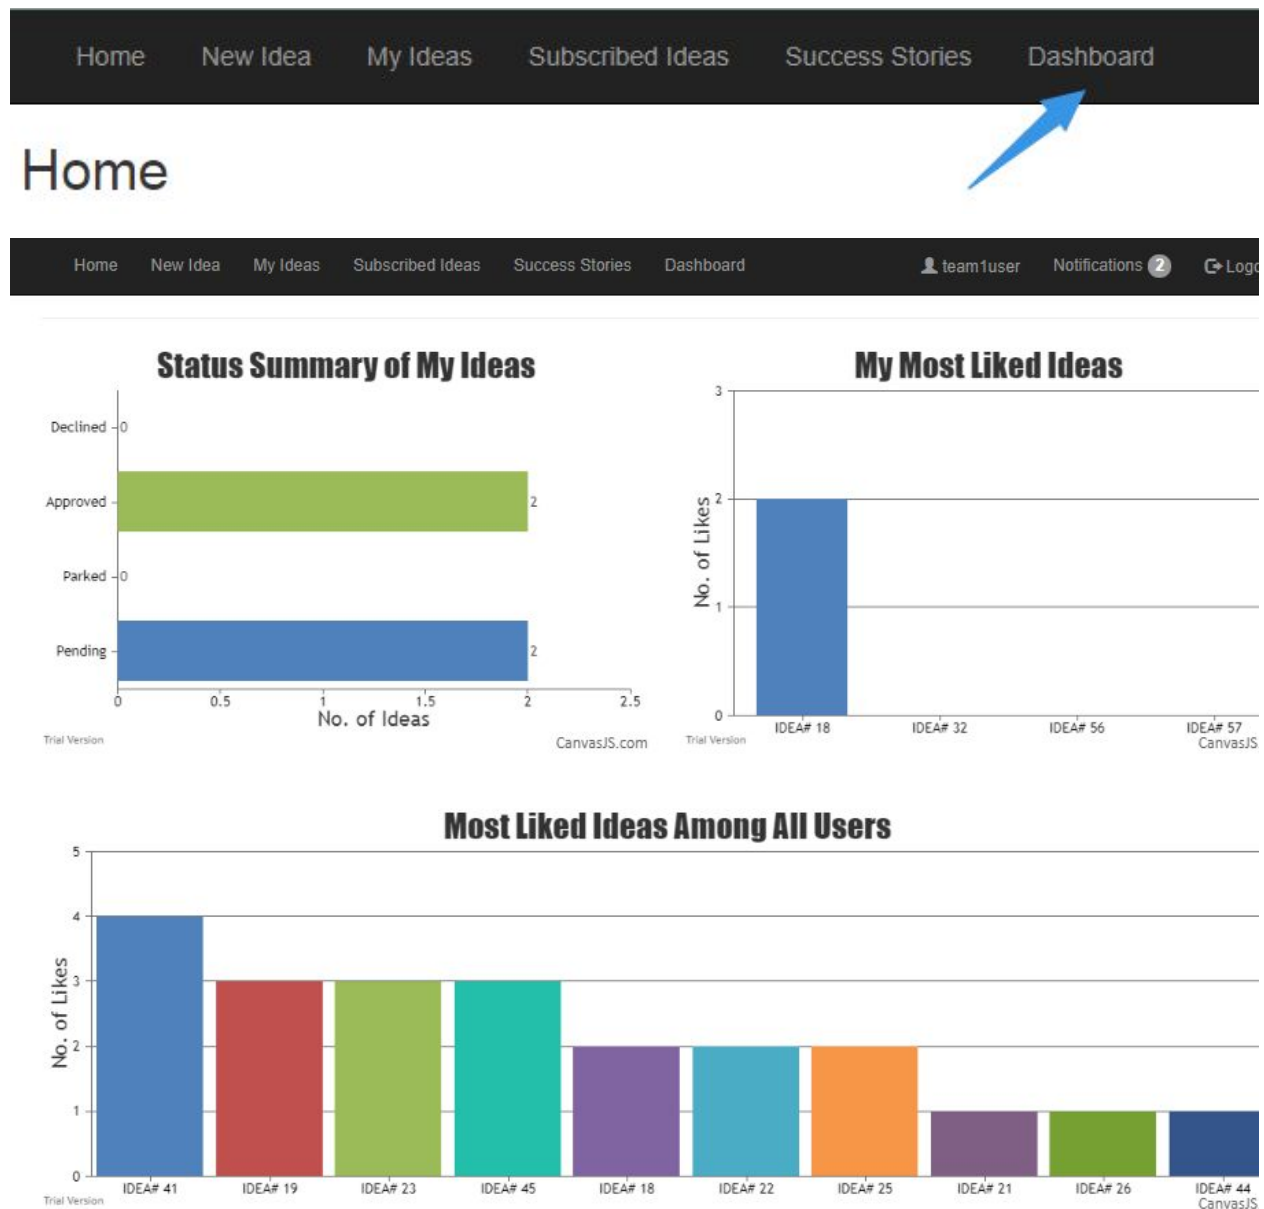 Home New Idea My Ideas Subscribed Ideas Success Stories Dashboard
Home
Home New Idea My Ideas Subscribed Ideas Success Stories Dashboard team1user Notifications 2 Logo
Status Summary of My Ideas
Declined 0
Approved 2
Parked 0
Pending 2
0 0.5 1 1.5 2 2.5
No. of Ideas
Trial Version CanvasJS.com
My Most Liked Ideas
3
2
1
0
No. of Likes
IDEA# 18 IDEA# 32 IDEA# 56 IDEA# 57
Trial Version CanvasJS
Most Liked Ideas Among All Users
5
4
3
2
1
0
No. of Likes
IDEA# 41 IDEA# 19 IDEA# 23 IDEA# 45 IDEA# 18 IDEA# 22 IDEA# 25 IDEA# 21 IDEA# 26 IDEA# 44
Trial Version CanvasJS